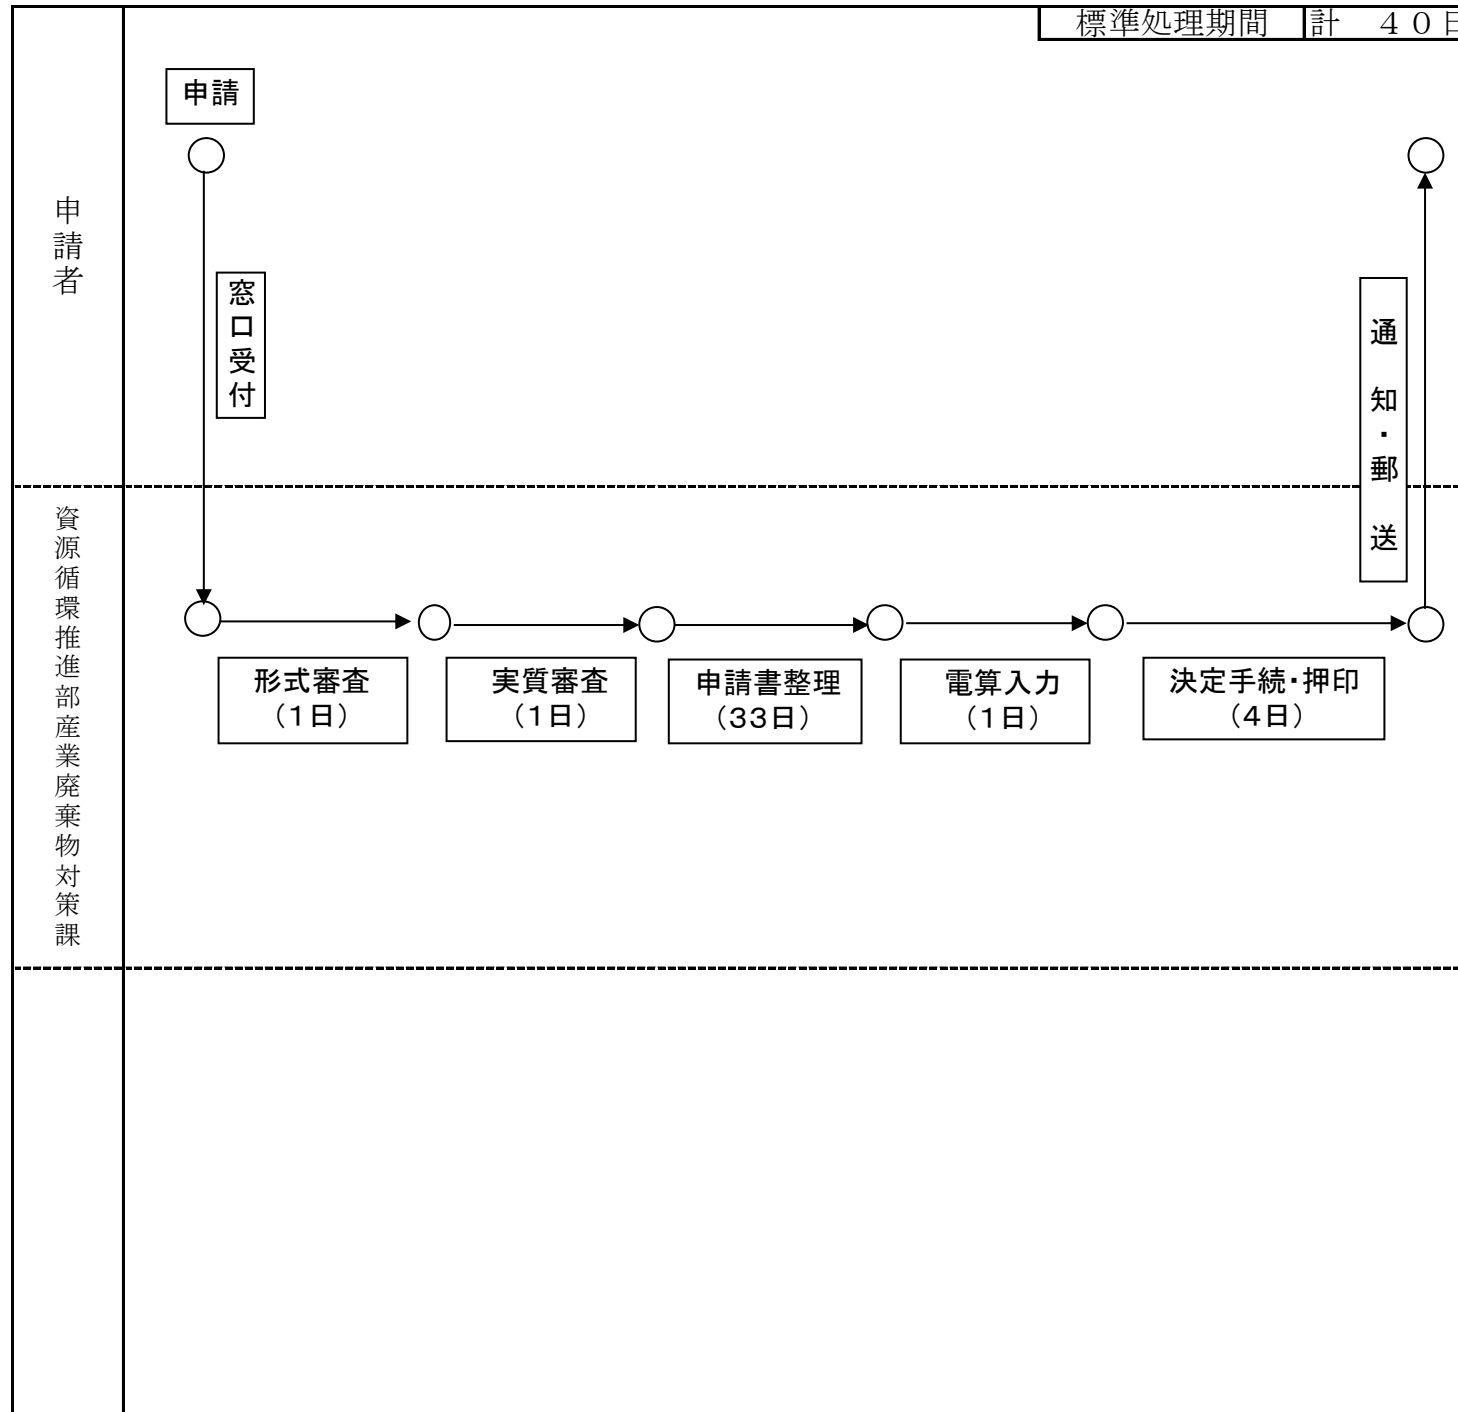 標準処理期間 計 ４０日
申請
申請者
窓口受付
通知・郵送
資源循環推進部産業廃棄物対策課
形式審査
（1日）
実質審査
（1日）
申請書整理
（33日）
電算入力
（1日）
決定手続・押印
（4日）